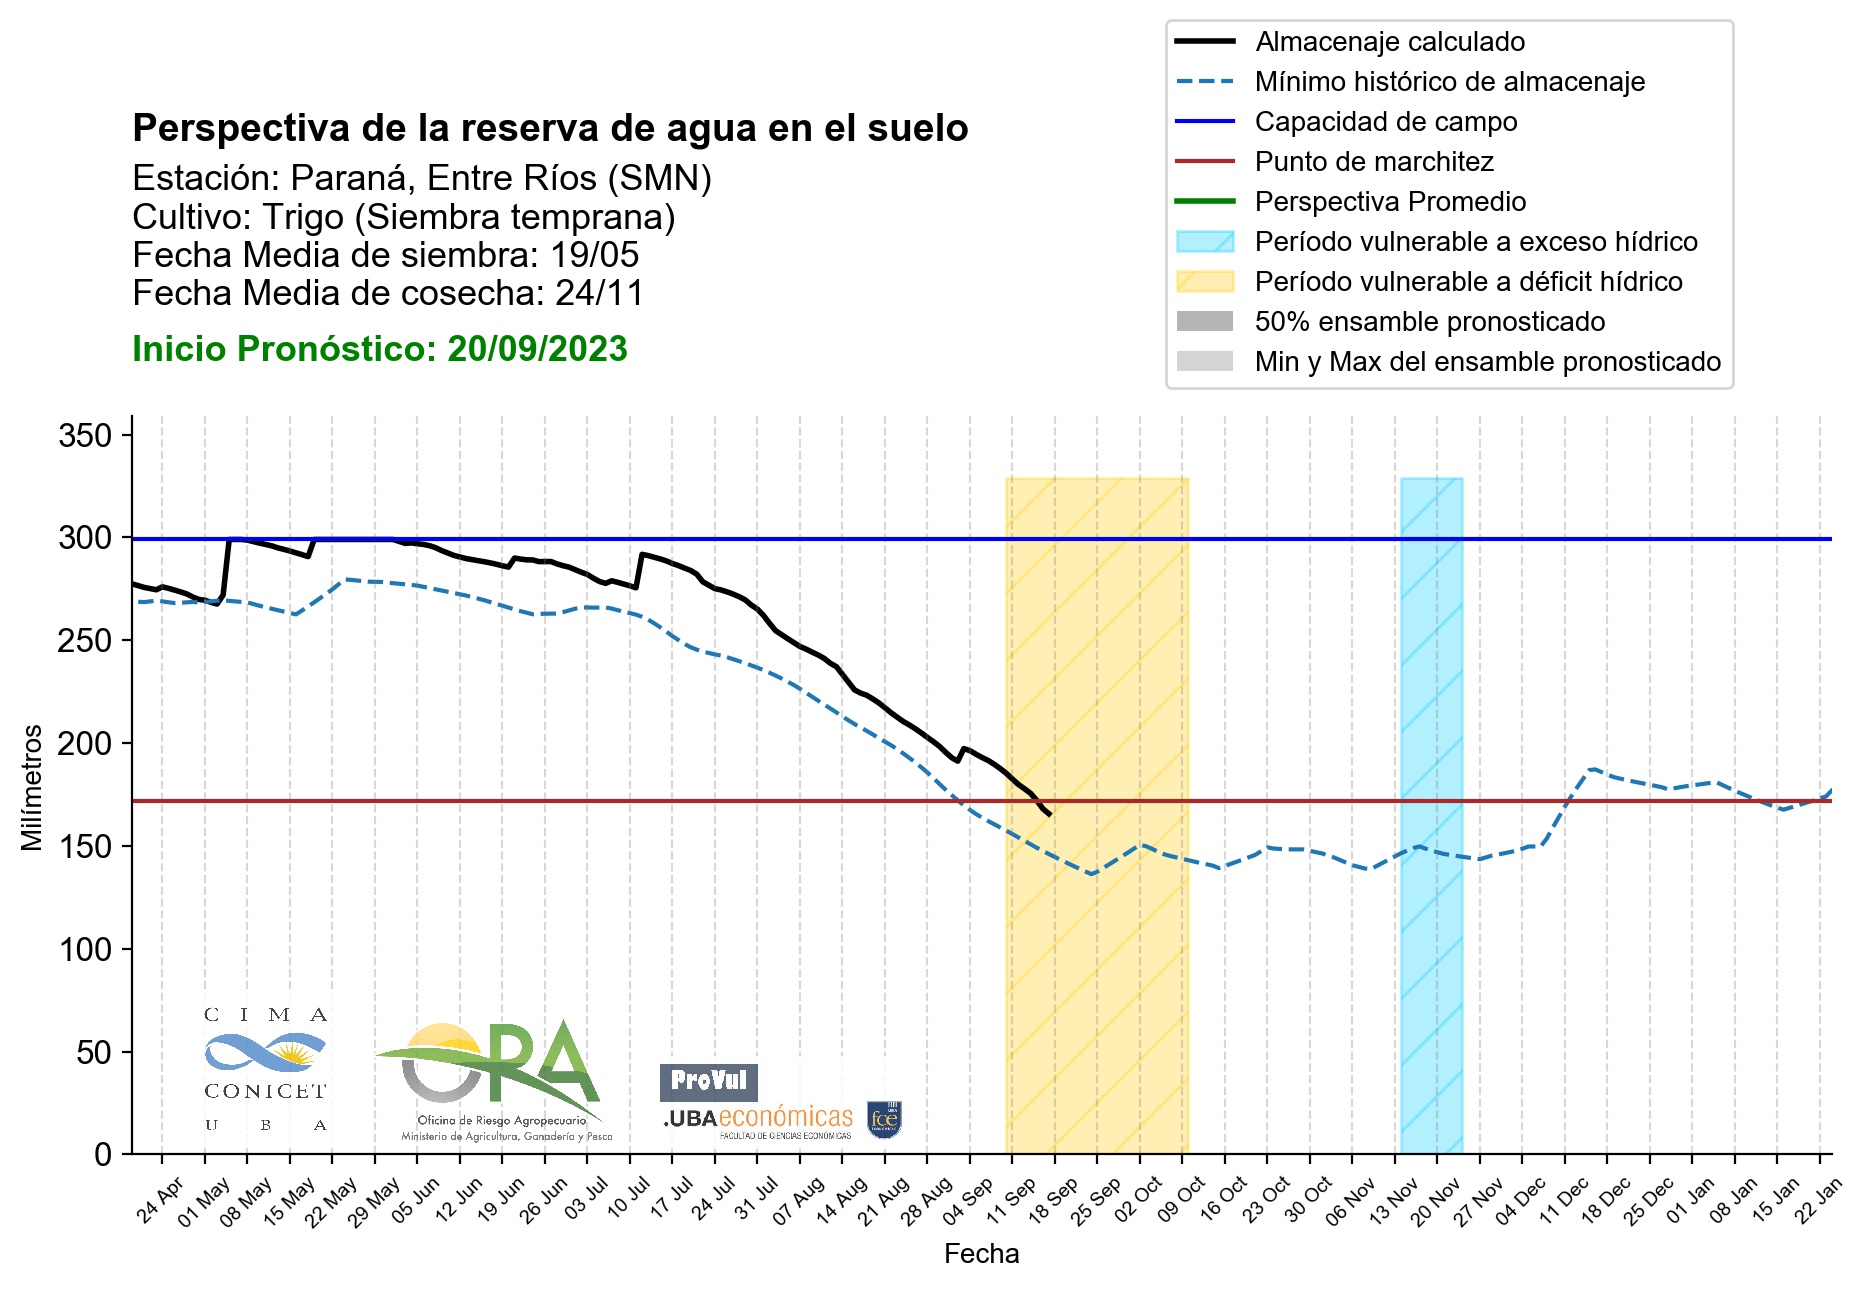 Almacenaje calculado
Mínimo histórico de almacenaje
Capacidad de campo
Punto de marchitez
Perspectiva Promedio
Período vulnerable a exceso hídrico
Período vulnerable a déficit hídrico
50% ensamble pronosticado
Min y Max del ensamble pronosticado
Perspectiva de la reserva de agua en el suelo
Estación: Paraná, Entre Ríos (SMN)
Cultivo: Trigo (Siembra temprana)
Fecha Media de siembra: 19/05
Fecha Media de cosecha: 24/11
Inicio Pronóstico: 20/09/2023
350
300
250
200
150
100
50
0
Milímetros
CIMA
CONICET
UBA
OPA
Oficina de Riesgo Agropecuario
Ministerio de Agricultura, Ganadería y Pesca
ProVul
.UBAeconómicas
FACULTAD DE CIENCIAS ECONÓMICAS
fce
24 Apr
01 May
08 May
15 May
22 May
29 May
05 Jun
12 Jun
19 Jun
26 Jun
03 Jul
10 Jul
17 Jul
24 Jul
31 Jul
07 Aug
14 Aug
21 Aug
28 Aug
04 Sep
11 Sep
18 Sep
25 Sep
02 Oct
09 Oct
16 Oct
23 Oct
30 Oct
06 Nov
13 Nov
20 Nov
27 Nov
04 Dec
11 Dec
18 Dec
25 Dec
01 Jan
08 Jan
15 Jan
22 Jan
Fecha